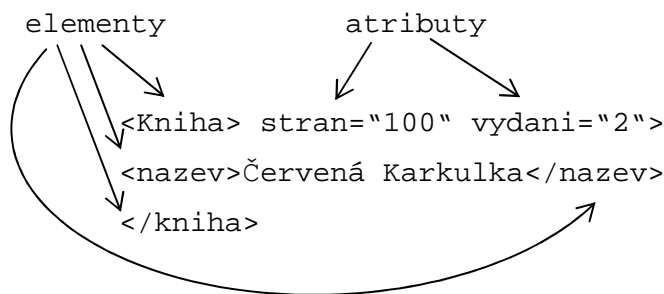 elementy atributy
<Kniha> stran=“100“ vydani=“2“>
<nazev>Červená Karkulka</nazev>
</kniha>